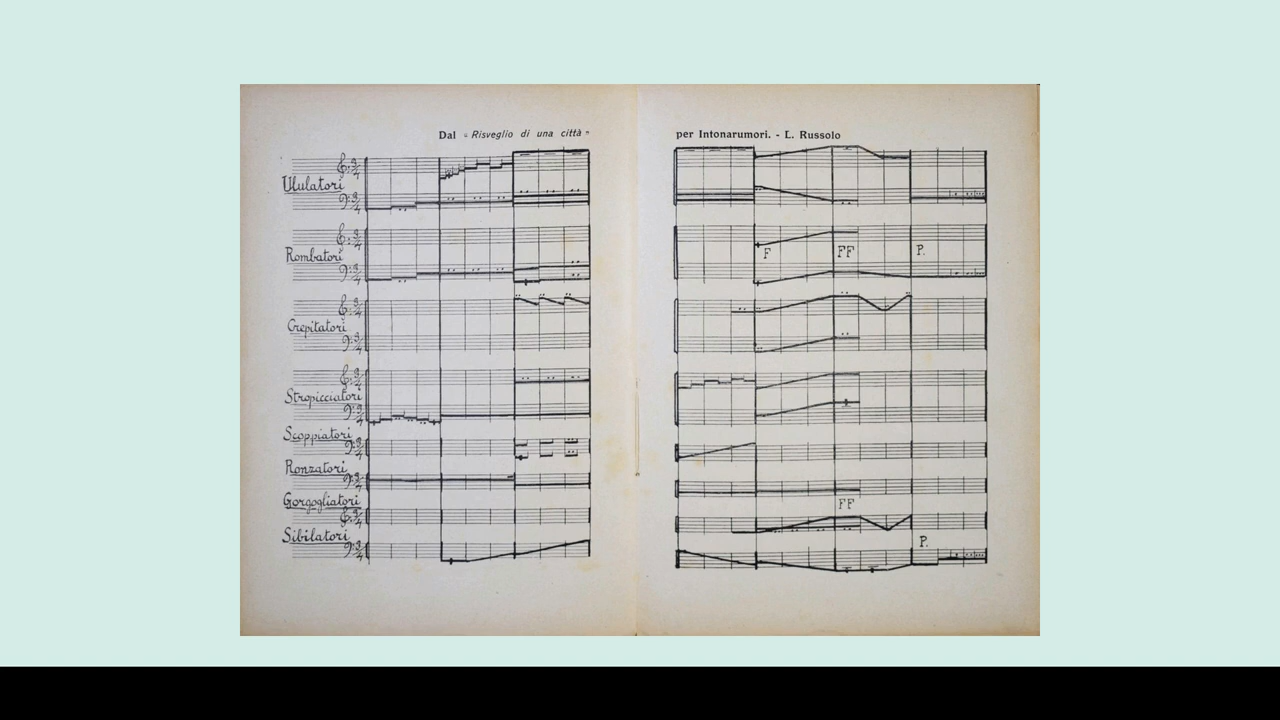 Dal « Risveglio di una città »
per Intonarumori. - L. Russolo
Ululatori
Rombatori
Crepitatori
Stropicciatori
Scoppiatori
Ronzatori
Gorgogliatori
Sibilatori
F
FF
P.
FF
P.